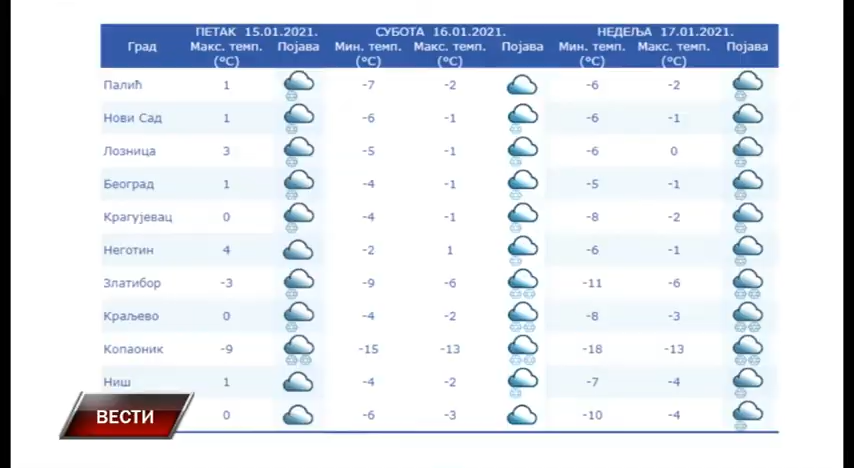 ПЕТАК 15.01.2021. СУБОТА 16.01.2021. НЕДЕЉА 17.01.2021.
Град Макс. темп. (°C) Појава Мин. темп. (°C) Макс. темп. (°C) Појава Мин. темп. (°C) Макс. темп. (°C) Појава
Палић 1 -7 -2 -6 -2
Нови Сад 1 -6 -1 -6 -1
Лозница 3 -5 -1 -6 0
Београд 1 -4 -1 -5 -1
Крагујевац 0 -4 -1 -8 -2
Неготин 4 -2 1 -6 -1
Златибор -3 -9 -6 -11 -6
Краљево 0 -4 -2 -8 -3
Копаоник -9 -15 -13 -18 -13
Ниш 1 -4 -2 -7 -4
0 -6 -3 -10 -4
ВЕСТИ